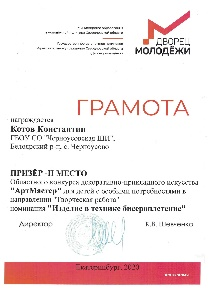 ДВОРЕЦ
МОЛОДЁЖИ
ГРАМОТА
награждается
Котов Константин
ГБОУ СО "Черноусовская ШИ",
Белоярский р-н, с. Черноусово
ПРИЗЁР -II МЕСТО
Областного конкурса декоративно-прикладного искусства
"АртМастер" для детей с особыми потребностями в
направлении "Творческая работа"
номинация "Изделие в технике бисероплетение"
Директор
К.В. Шевченко
Екатеринбург, 2020